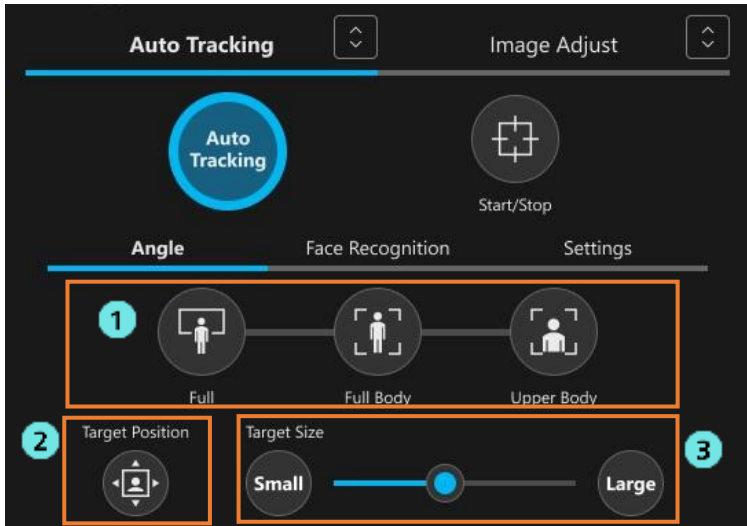 Auto Tracking
Image Adjust
Auto
Tracking
Start/Stop
Angle
Face Recognition
Settings
1
Full
Full Body
Upper Body
2
Target Position
Target Size
3
Small
Large